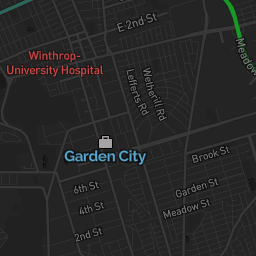 E 2nd St
Meadow
Winthrop-
University Hospital
Wetherill Rd
Lefferts Rd
Garden City
Brook St
6th St
Garden St
4th St
Meadow St
2nd St